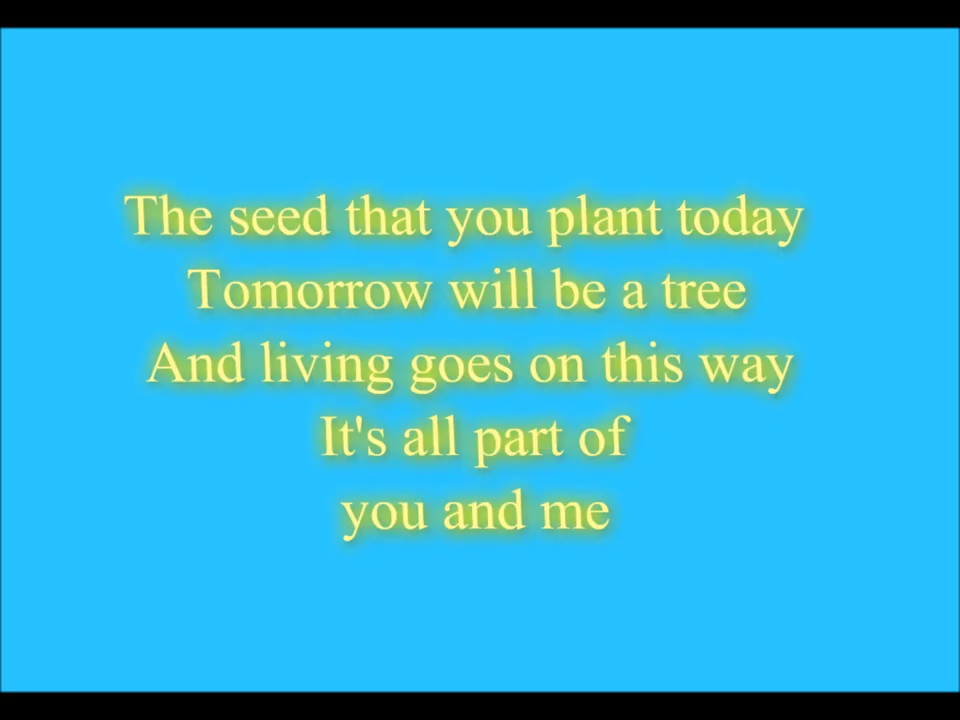 The seed that you plant today
Tomorrow will be a tree
And living goes on this way
It's all part of
you and me